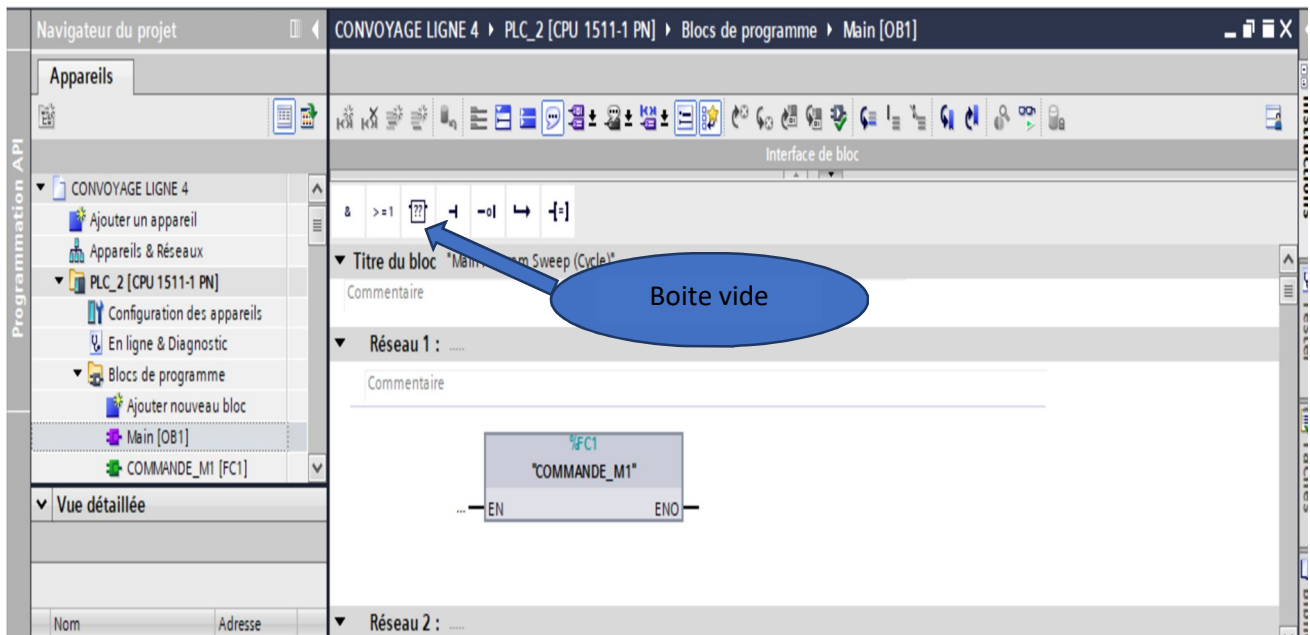 Navigateur du projet
CONVOYAGE LIGNE 4 ▸ PLC_2 [CPU 1511-1 PN] ▸ Blocs de programme ▸ Main [OB1]
Appareils
Programmation API
Interface de bloc
CONVOYAGE LIGNE 4
Ajouter un appareil
Appareils & Réseaux
PLC_2 [CPU 1511-1 PN]
Configuration des appareils
En ligne & Diagnostic
Blocs de programme
Ajouter nouveau bloc
Main [OB1]
COMMANDE_M1 [FC1]
Vue détaillée
Nom Adresse
& >=1 ?? -[=]
Titre du bloc "Main Sweep (Cycle)"
Commentaire
Boite vide
Réseau 1 : .....
Commentaire
%FC1
"COMMANDE_M1"
... EN ENO
Réseau 2 : .....
Instructions